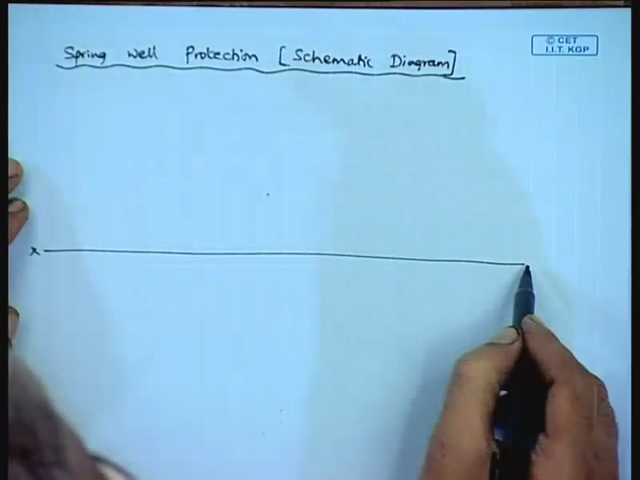 Spring well Protection [Schematic Diagram]
© CET
I.I.T. KGP
x